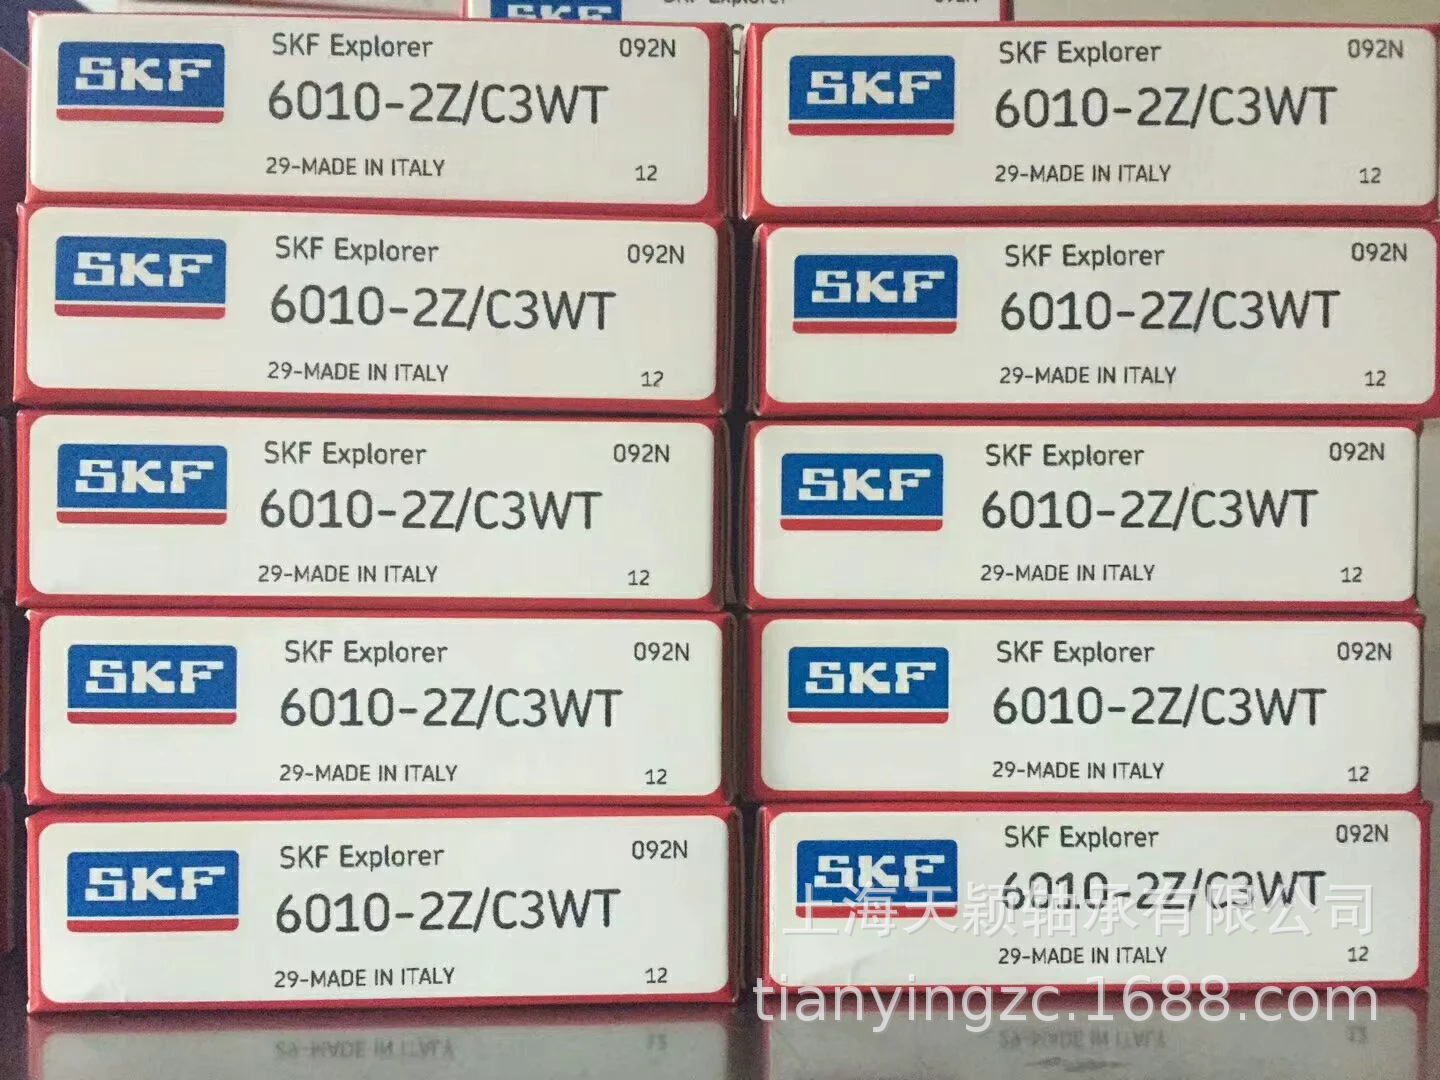 SKF
SKF Explorer
092N
SKF
SKF Explorer
092N
6010-2Z/C3WT
29-MADE IN ITALY
12
SKF
SKF Explorer
092N
6010-2Z/C3WT
29-MADE IN ITALY
12
SKF
SKF Explorer
092N
6010-2Z/C3WT
29-MADE IN ITALY
12
SKF
SKF Explorer
092N
6010-2Z/C3WT
29-MADE IN ITALY
12
SKF
SKF Explorer
092N
6010-2Z/C3WT
29-MADE IN ITALY
12
SKF
SKF Explorer
092N
6010-2Z/C3WT
29-MADE IN ITALY
12
SKF
SKF Explorer
092N
6010-2Z/C3WT
29-MADE IN ITALY
12
SKF
SKF Explorer
092N
6010-2Z/C3WT
29-MADE IN ITALY
12
SKF
SKF Explorer
092N
6010-2Z/C3WT
29-MADE IN ITALY
12
SKF
SKF Explorer
092N
6010-2Z/C3WT
29-MADE IN ITALY
12
上海天颖轴承有限公司
tianyingzc.1688.com